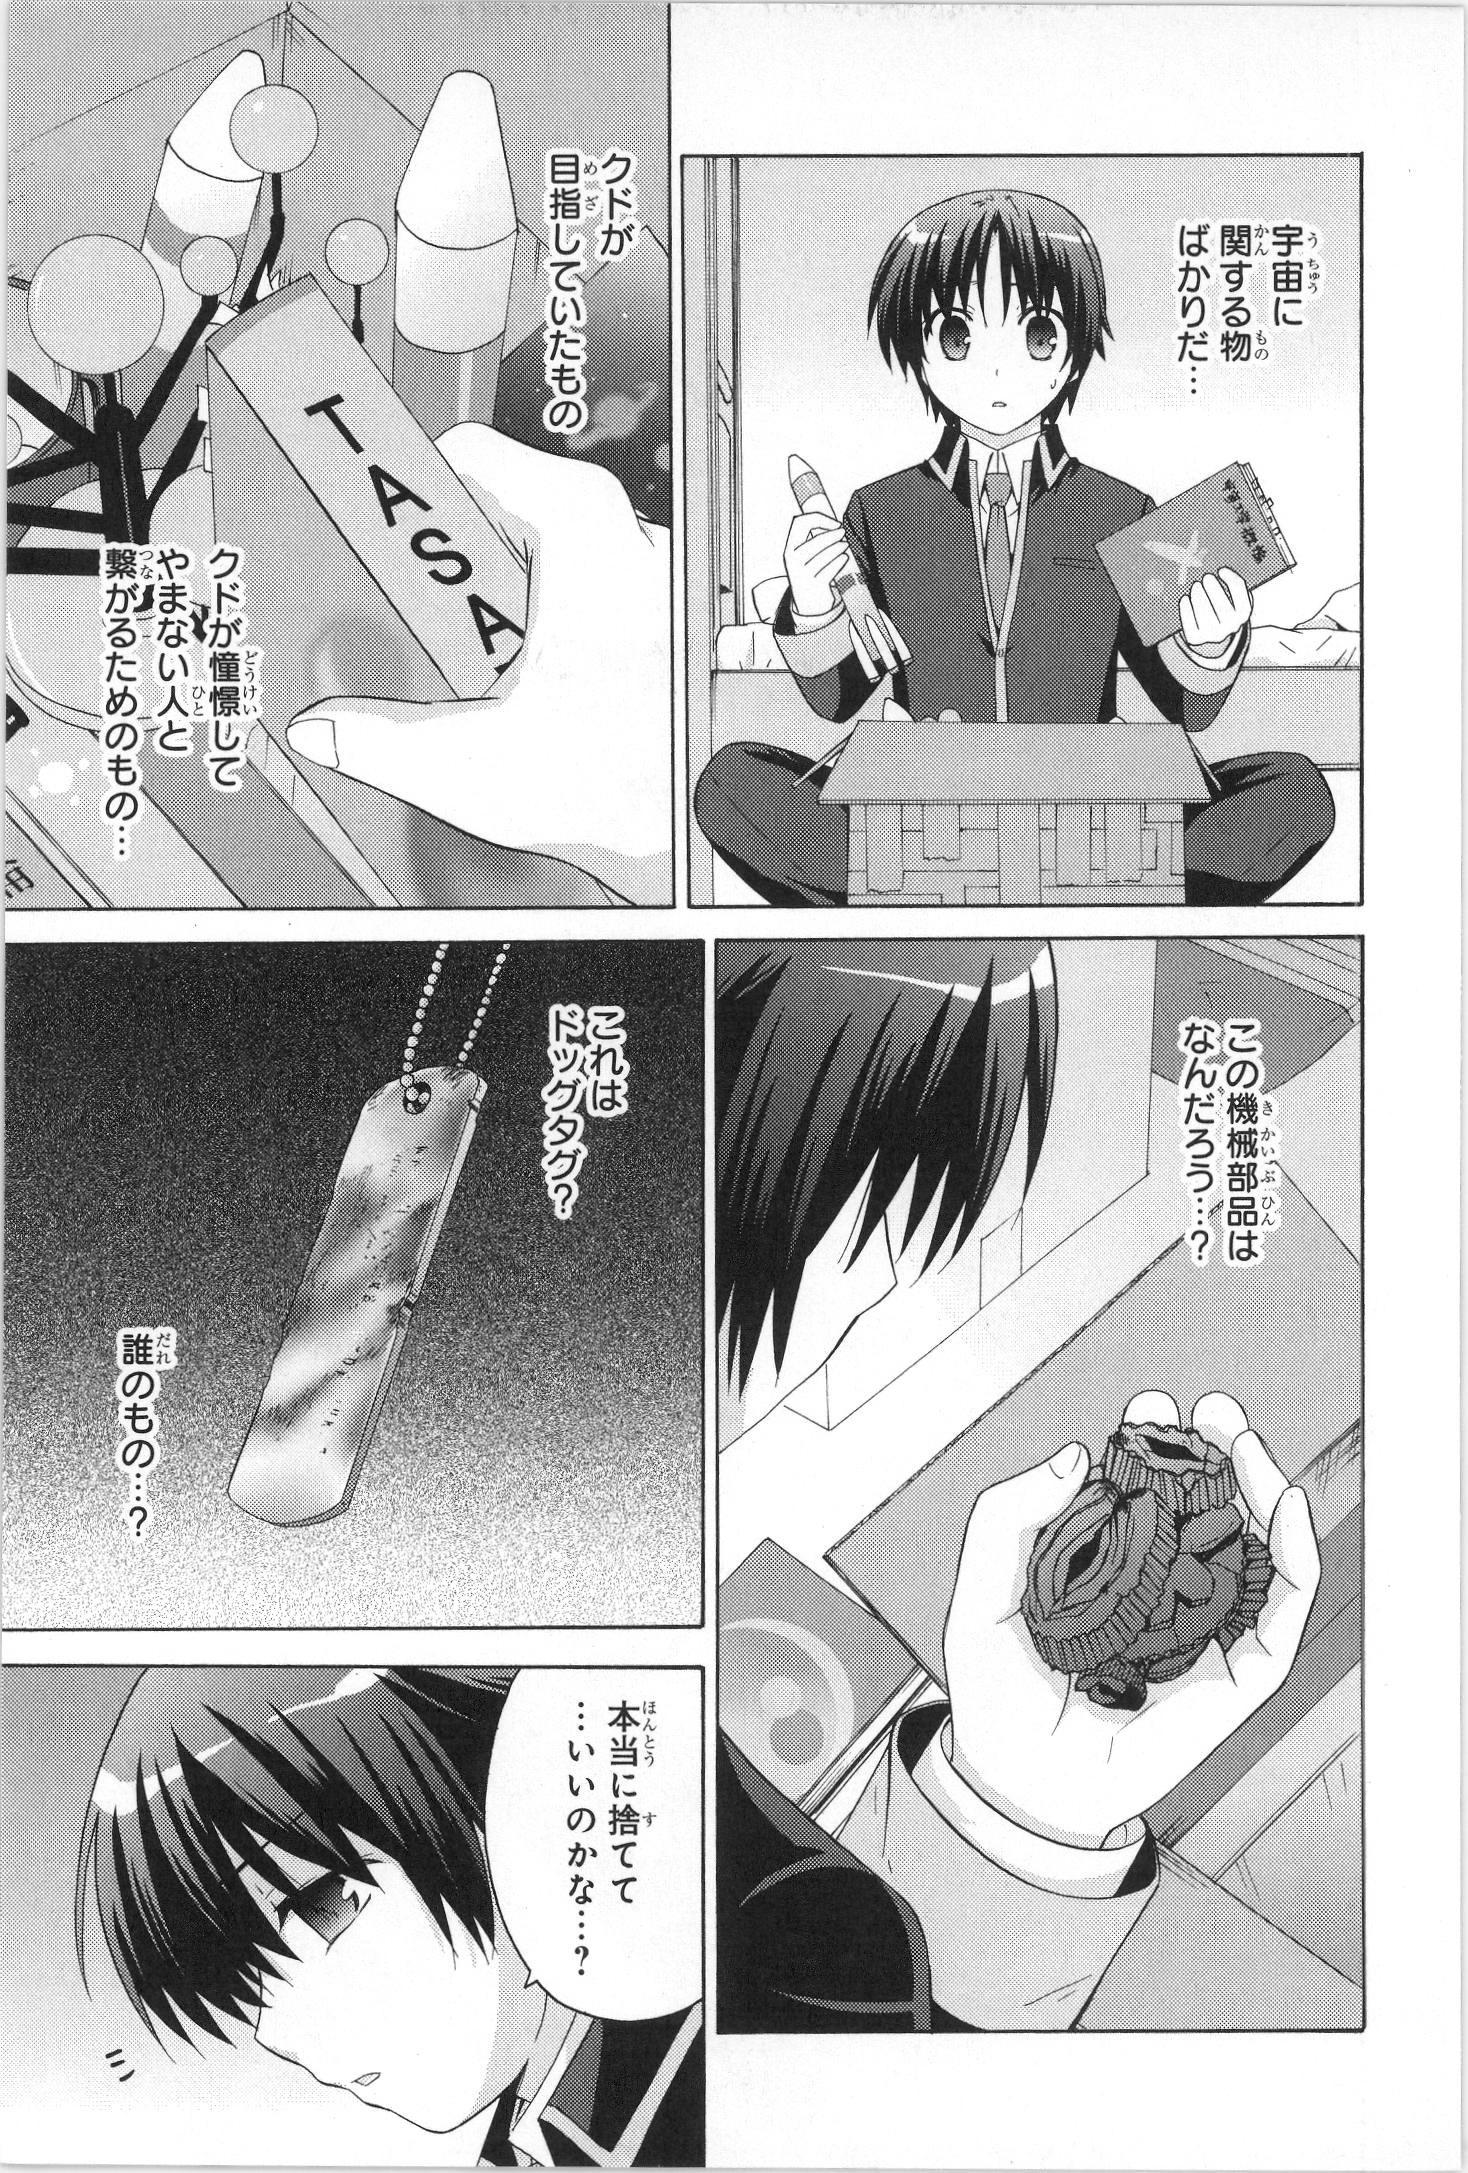 宇宙に
関する物
ばかりだ…
クドが
目指していたもの
TASA
クドが憧憬して
やまない人と
繋がるためのもの…
この機械部品は
なんだろう…?
これは
ドッグタグ?
誰のもの…?
本当に捨てて
…いいのかな…?